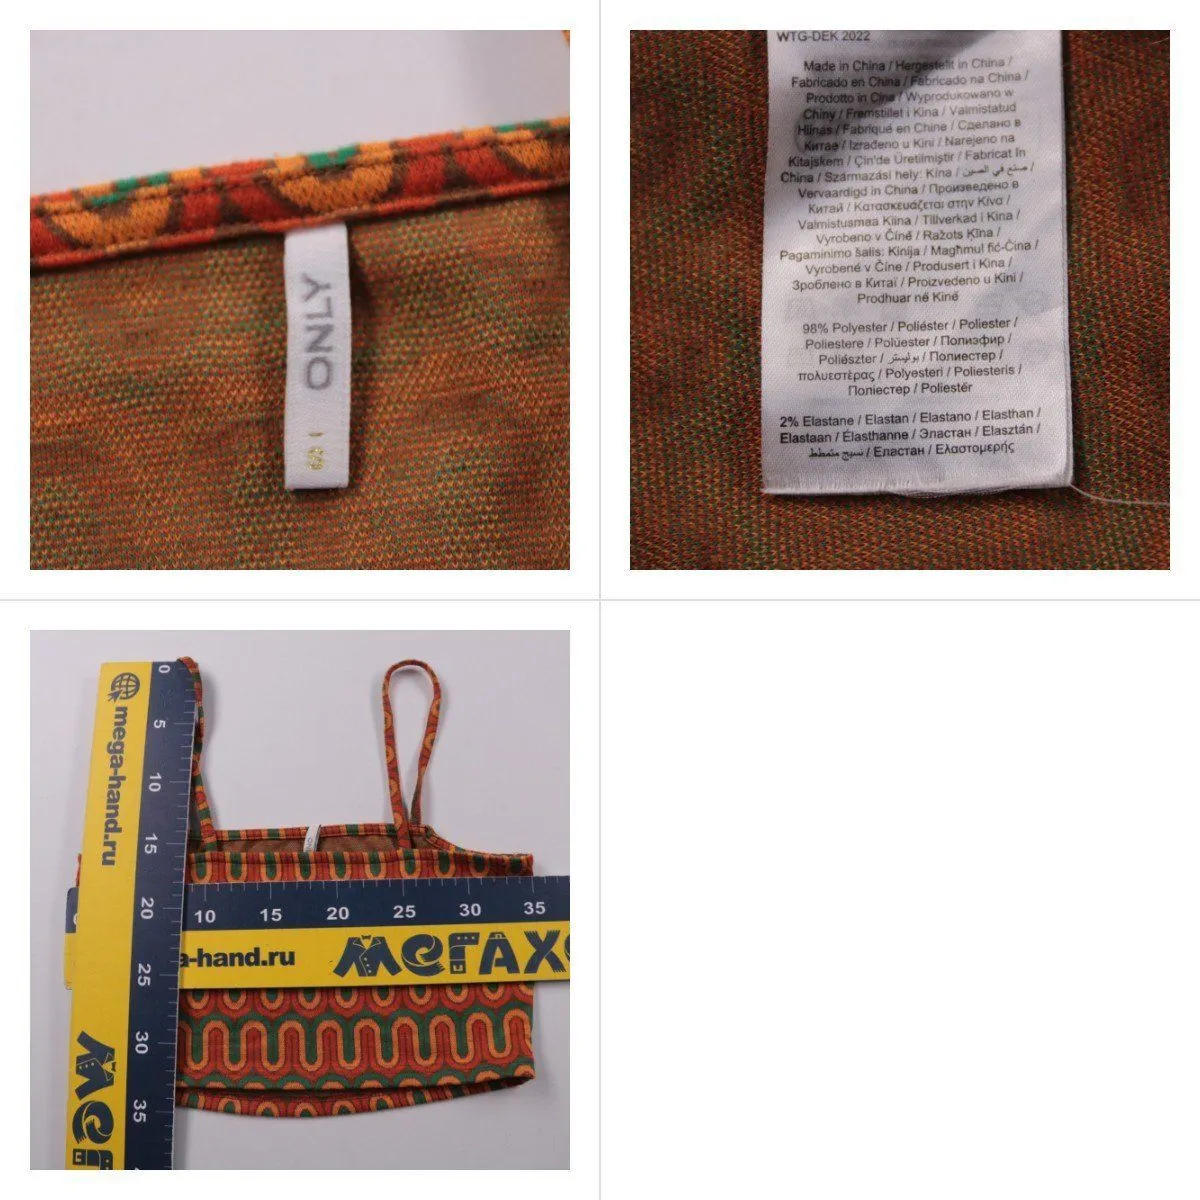 ONLY
S
WTG-DEK 2022
Made in China / Hergestellt in China /
Fabricado en China / Fabricado na China /
Prodotto in Cina / Wyprodukowano w
Chiny / Fremstillet i Kina / Valmistatud
Hiinas / Fabriqué en Chine / Сделано в
Китае / Izrađeno u Kini / Narejeno na
Kitajskem / Çin'de Üretilmiştir / Fabricat în
China / Származási hely: Kína / صنع في الصين /
Vervaardigd in China / Произведено в
Китай / Κατασκευάζεται στην Κίνα /
Valmistusmaa Kiina / Tillverkad i Kina /
Vyrobeno v Číně / Ražots Ķīna /
Pagaminimo šalis: Kinija / Magħmul fiċ-Ċina /
Vyrobené v Číne / Produsert i Kina /
Зроблено в Китаї / Proizvedeno u Kini /
Prodhuar në Kinë
98% Polyester / Poliéster / Poliester /
Poliestere / Polüester / Полиэфир /
Poliészter / بوليستر / Полиестер /
πολυεστέρας / Polyesteri / Poliesteris /
Поліестер / Poliestër
2% Elastane / Elastan / Elastano / Elasthan /
Elastaan / Élasthanne / Эластан / Elasztán /
نسيج متمطط / Еластан / Ελαστομερής
0
5
10
15
20
25
30
35
mega-hand.ru
10 15 20 25 30 35
a-hand.ru МЕГАХ
МЕГ